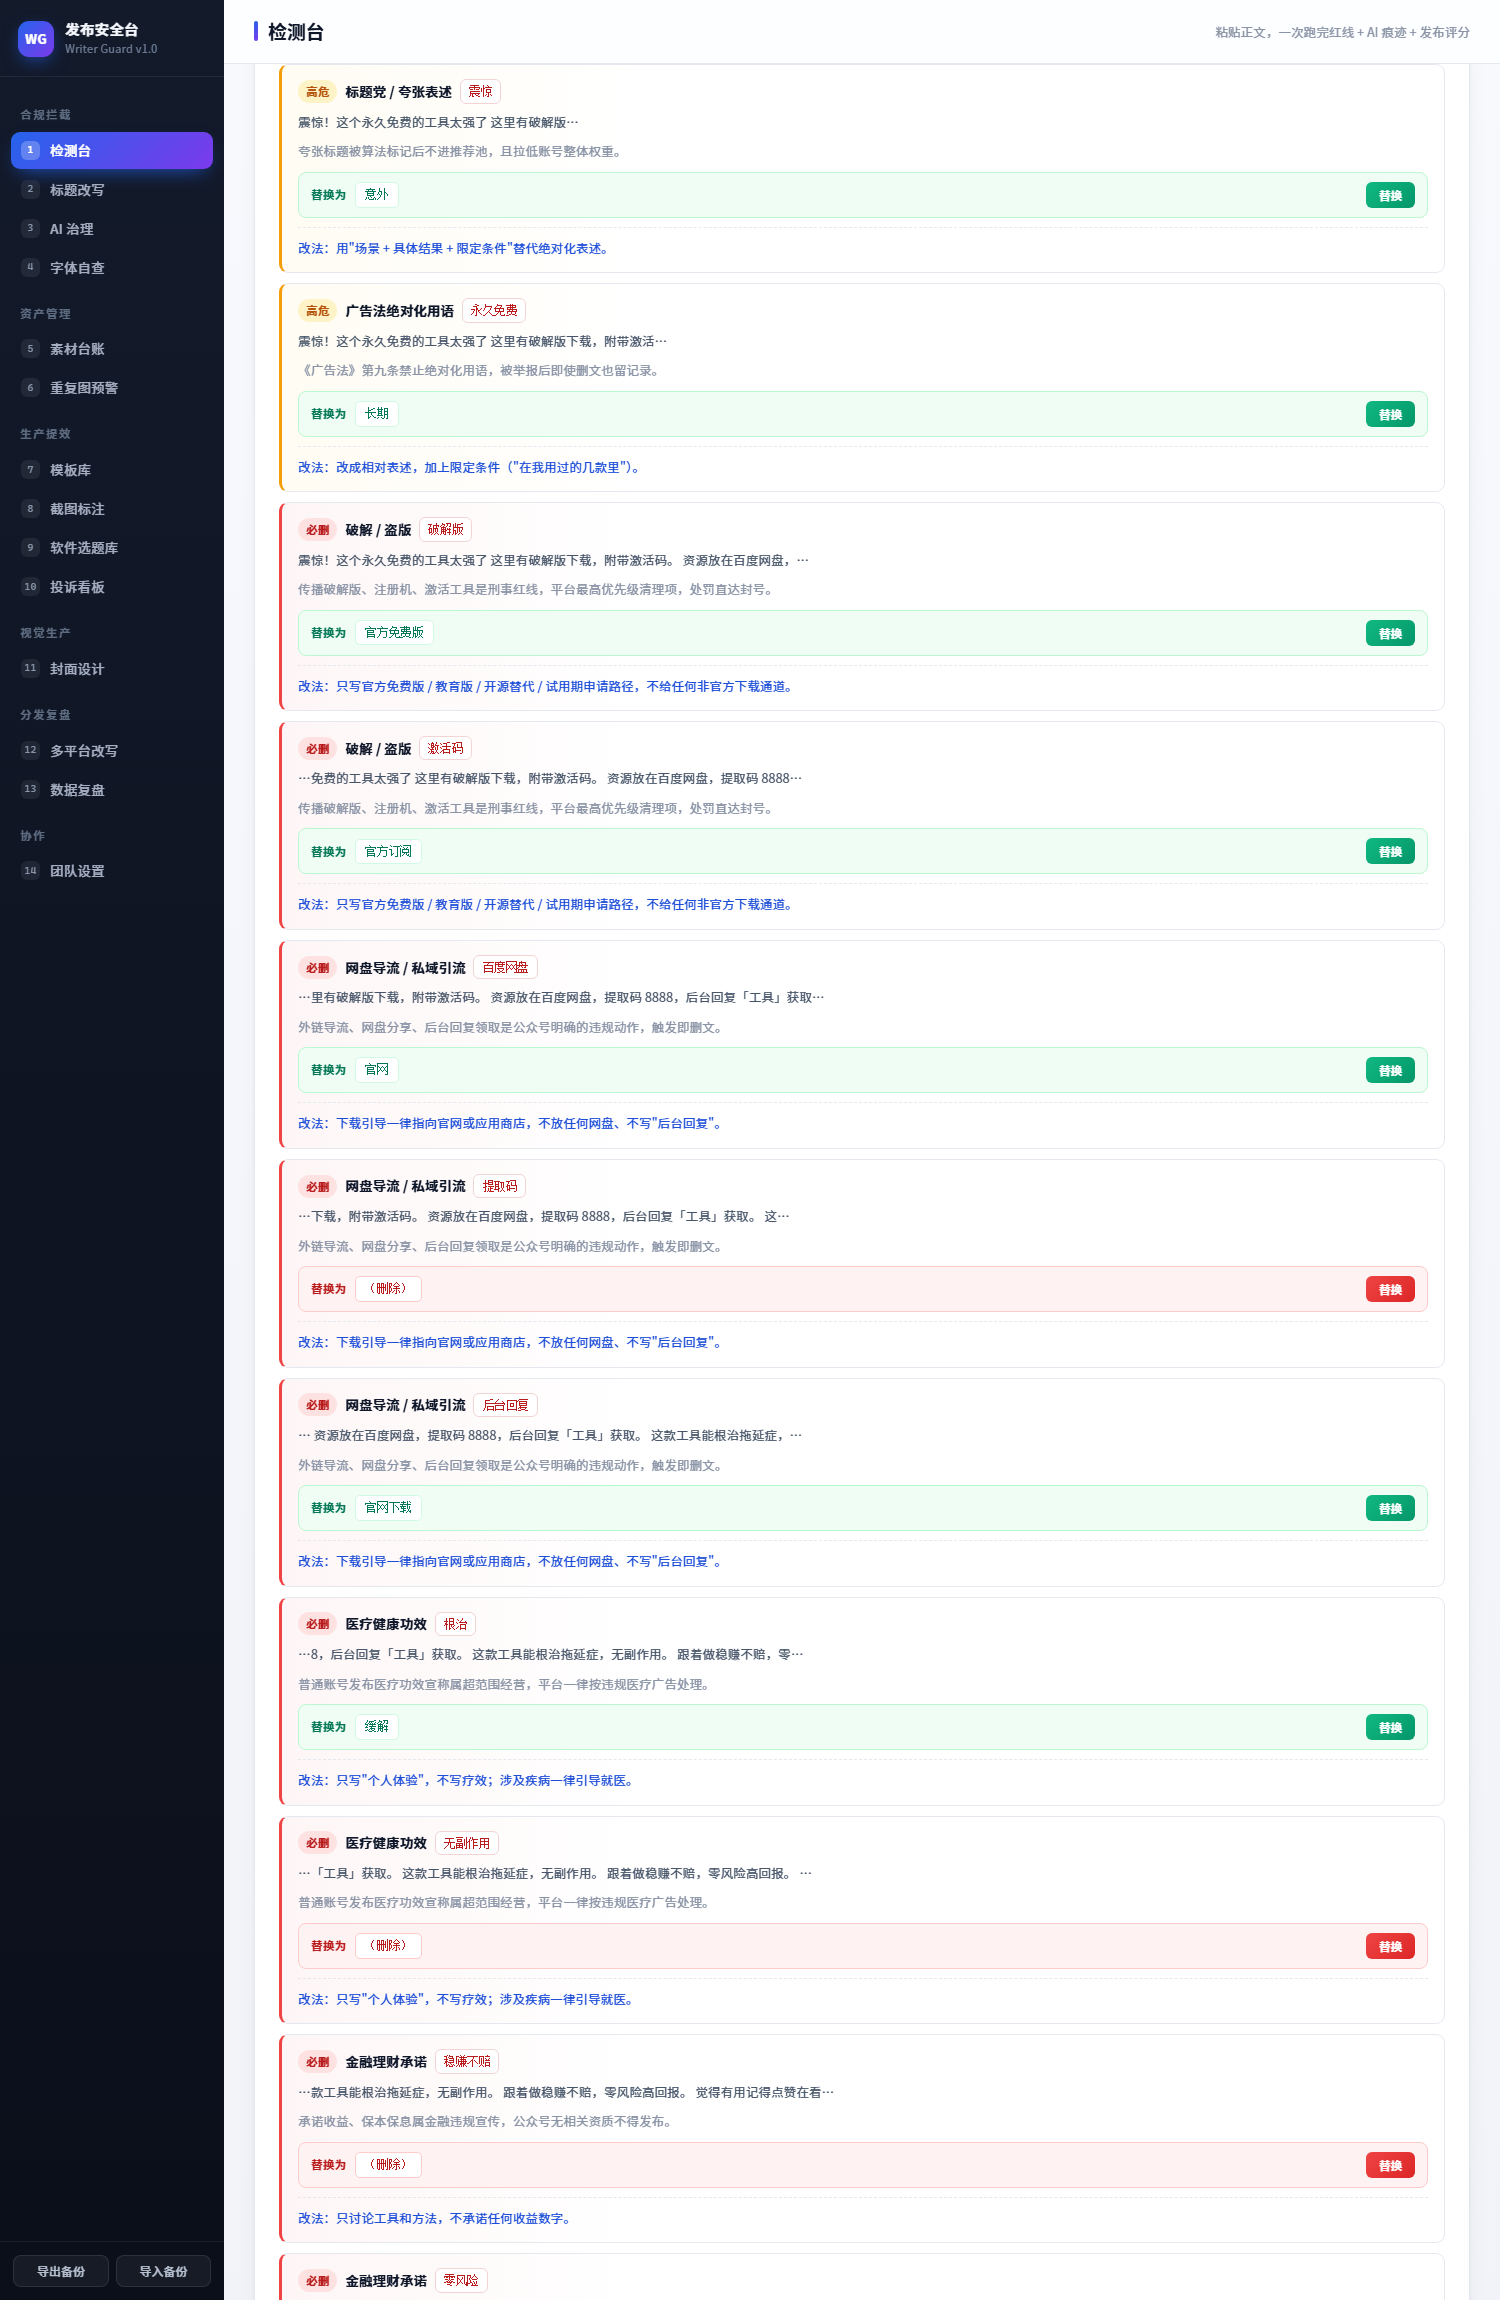 WG
发布安全台
Writer Guard v1.0
合规拦截
1 检测台
2 标题改写
3 AI 治理
4 字体自查
资产管理
5 素材台账
6 重复图预警
生产提效
7 模板库
8 截图标注
9 软件选题库
10 投诉看板
视觉生产
11 封面设计
分发复盘
12 多平台改写
13 数据复盘
协作
14 团队设置
导出备份 导入备份
检测台
粘贴正文，一次跑完红线 + AI 痕迹 + 发布评分
高危 标题党 / 夸张表述 震惊
震惊！这个永久免费的工具太强了 这里有破解版…
夸张标题被算法标记后不进推荐池，且拉低账号整体权重。
替换为 意外 替换
改法：用"场景 + 具体结果 + 限定条件"替代绝对化表述。
高危 广告法绝对化用语 永久免费
震惊！这个永久免费的工具太强了 这里有破解版下载，附带激活…
《广告法》第九条禁止绝对化用语，被举报后即使删文也留记录。
替换为 长期 替换
改法：改成相对表述，加上限定条件（"在我用过的几款里"）。
必删 破解 / 盗版 破解版
震惊！这个永久免费的工具太强了 这里有破解版下载，附带激活码。 资源放在百度网盘，…
传播破解版、注册机、激活工具是刑事红线，平台最高优先级清理项，处罚直达封号。
替换为 官方免费版 替换
改法：只写官方免费版 / 教育版 / 开源替代 / 试用期申请路径，不给任何非官方下载通道。
必删 破解 / 盗版 激活码
…免费的工具太强了 这里有破解版下载，附带激活码。 资源放在百度网盘，提取码 8888…
传播破解版、注册机、激活工具是刑事红线，平台最高优先级清理项，处罚直达封号。
替换为 官方订阅 替换
改法：只写官方免费版 / 教育版 / 开源替代 / 试用期申请路径，不给任何非官方下载通道。
必删 网盘导流 / 私域引流 百度网盘
…里有破解版下载，附带激活码。 资源放在百度网盘，提取码 8888，后台回复「工具」获取…
外链导流、网盘分享、后台回复领取是公众号明确的违规动作，触发即删文。
替换为 官网 替换
改法：下载引导一律指向官网或应用商店，不放任何网盘、不写"后台回复"。
必删 网盘导流 / 私域引流 提取码
…下载，附带激活码。 资源放在百度网盘，提取码 8888，后台回复「工具」获取。 这…
外链导流、网盘分享、后台回复领取是公众号明确的违规动作，触发即删文。
替换为 （删除） 替换
改法：下载引导一律指向官网或应用商店，不放任何网盘、不写"后台回复"。
必删 网盘导流 / 私域引流 后台回复
… 资源放在百度网盘，提取码 8888，后台回复「工具」获取。 这款工具能根治拖延症，…
外链导流、网盘分享、后台回复领取是公众号明确的违规动作，触发即删文。
替换为 官网下载 替换
改法：下载引导一律指向官网或应用商店，不放任何网盘、不写"后台回复"。
必删 医疗健康功效 根治
…8，后台回复「工具」获取。 这款工具能根治拖延症，无副作用。 跟着做稳赚不赔，零…
普通账号发布医疗功效宣称属超范围经营，平台一律按违规医疗广告处理。
替换为 缓解 替换
改法：只写"个人体验"，不写疗效；涉及疾病一律引导就医。
必删 医疗健康功效 无副作用
…「工具」获取。 这款工具能根治拖延症，无副作用。 跟着做稳赚不赔，零风险高回报。 …
普通账号发布医疗功效宣称属超范围经营，平台一律按违规医疗广告处理。
替换为 （删除） 替换
改法：只写"个人体验"，不写疗效；涉及疾病一律引导就医。
必删 金融理财承诺 稳赚不赔
…款工具能根治拖延症，无副作用。 跟着做稳赚不赔，零风险高回报。 觉得有用记得点赞在看…
承诺收益、保本保息属金融违规宣传，公众号无相关资质不得发布。
替换为 （删除） 替换
改法：只讨论工具和方法，不承诺任何收益数字。
必删 金融理财承诺 零风险